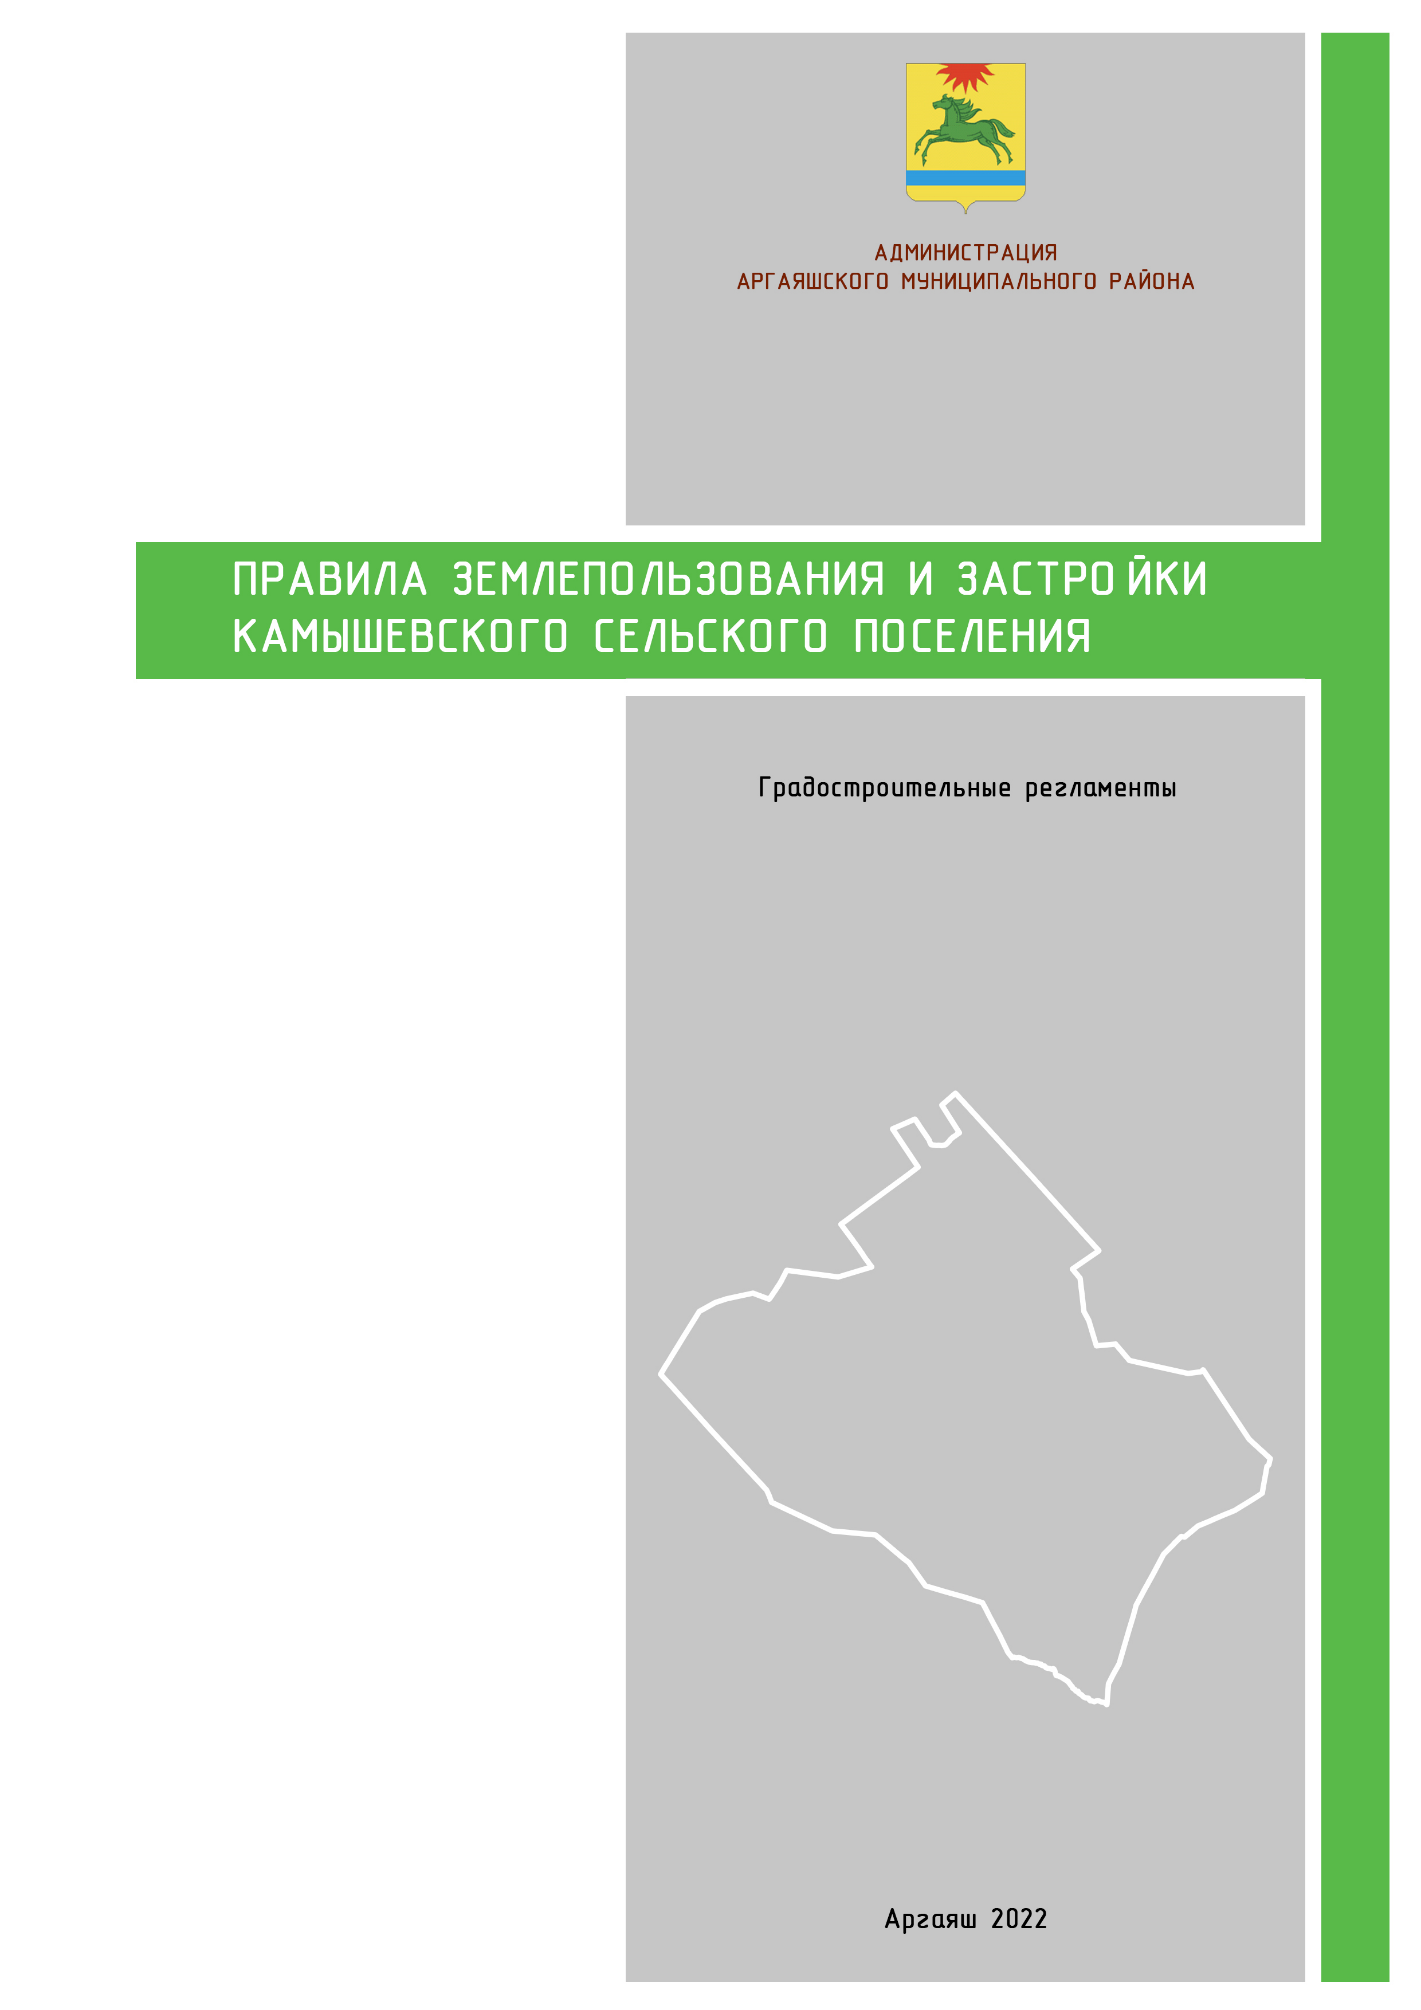 АДМИНИСТРАЦИЯ
АРГАЯШСКОГО МУНИЦИПАЛЬНОГО РАЙОНА
ПРАВИЛА ЗЕМЛЕПОЛЬЗОВАНИЯ И ЗАСТРОЙКИ
КАМЫШЕВСКОГО СЕЛЬСКОГО ПОСЕЛЕНИЯ
Градостроительные регламенты
Аргаяш 2022